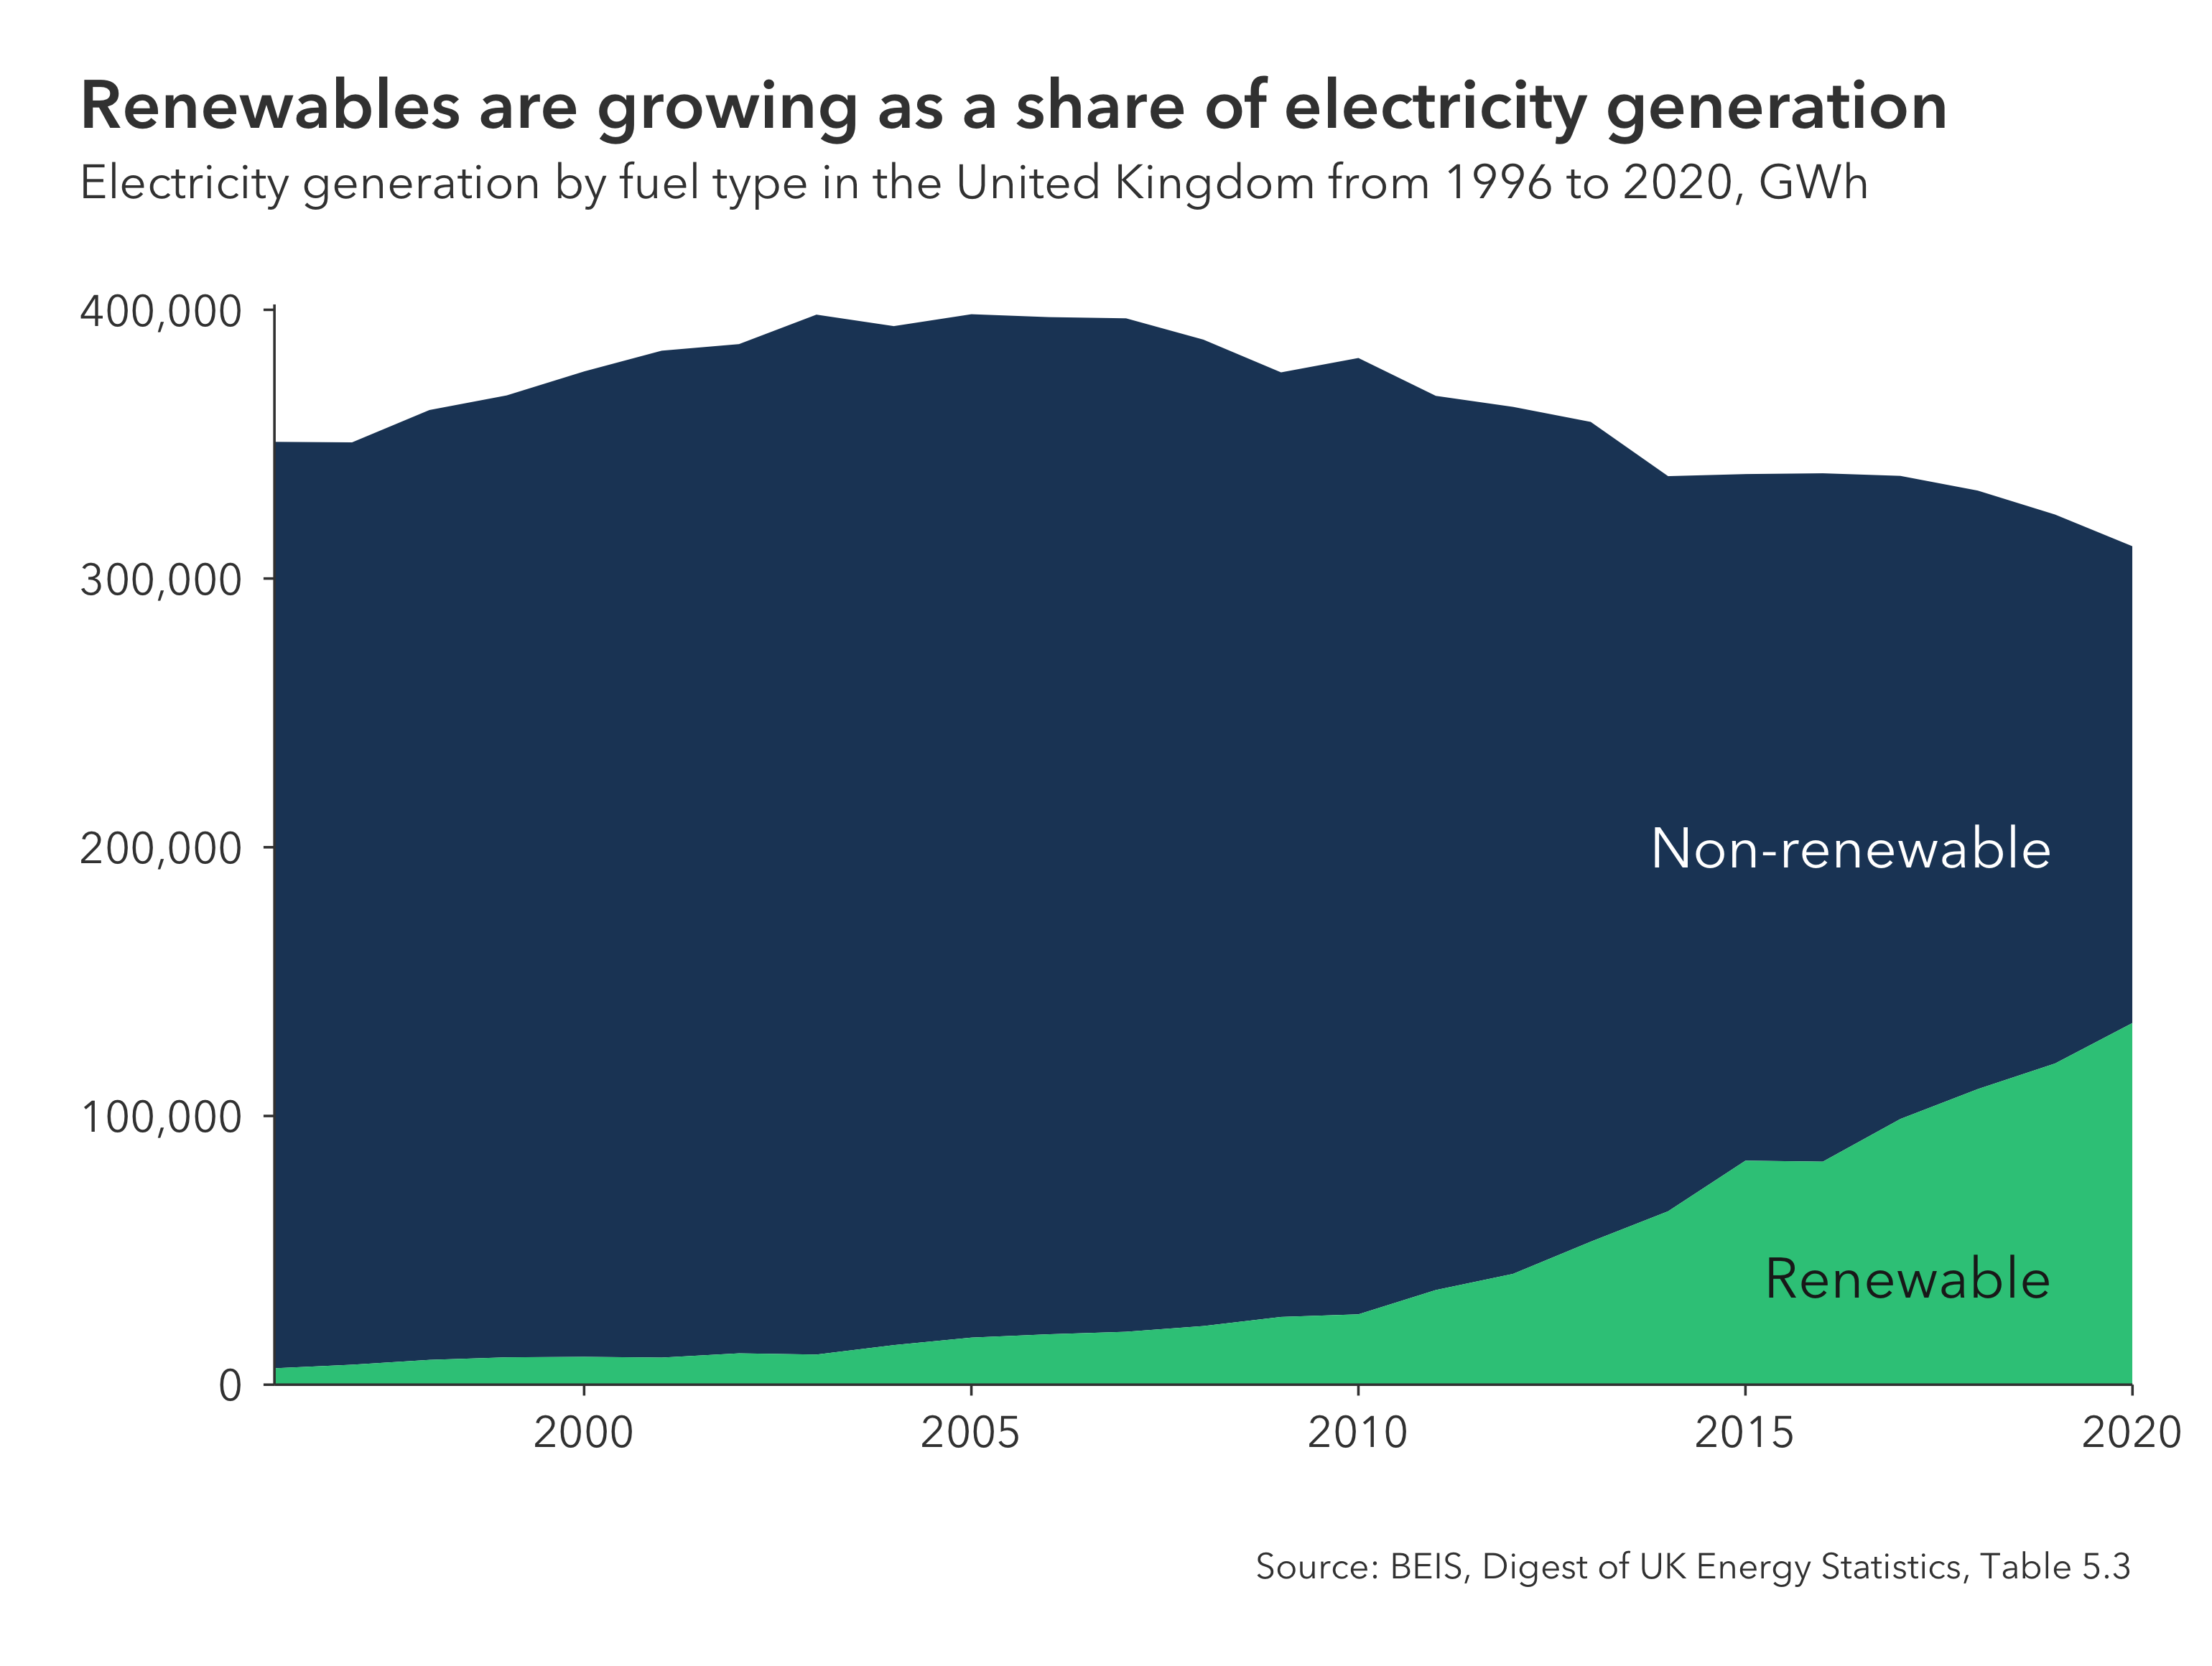 Renewables are growing as a share of electricity generation
Electricity generation by fuel type in the United Kingdom from 1996 to 2020, GWh
400,000
300,000
200,000
Non-renewable
100,000
Renewable
0
2000 2005 2010 2015 2020
Source: BEIS, Digest of UK Energy Statistics, Table 5.3